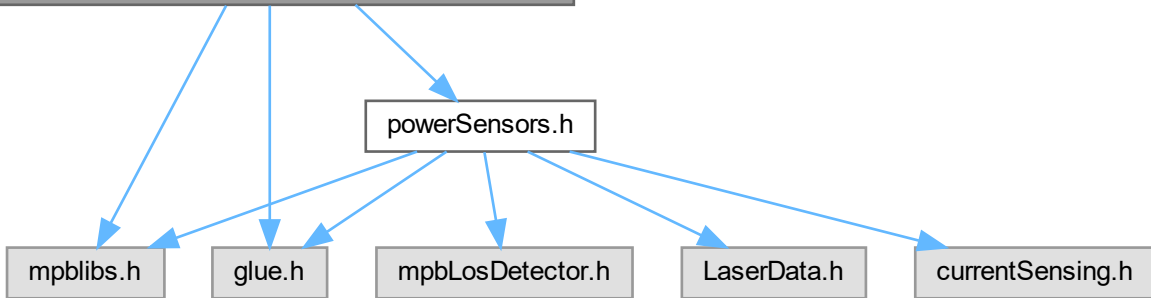 powerSensors.h
mpblibs.h
glue.h
mpbLosDetector.h
LaserData.h
currentSensing.h